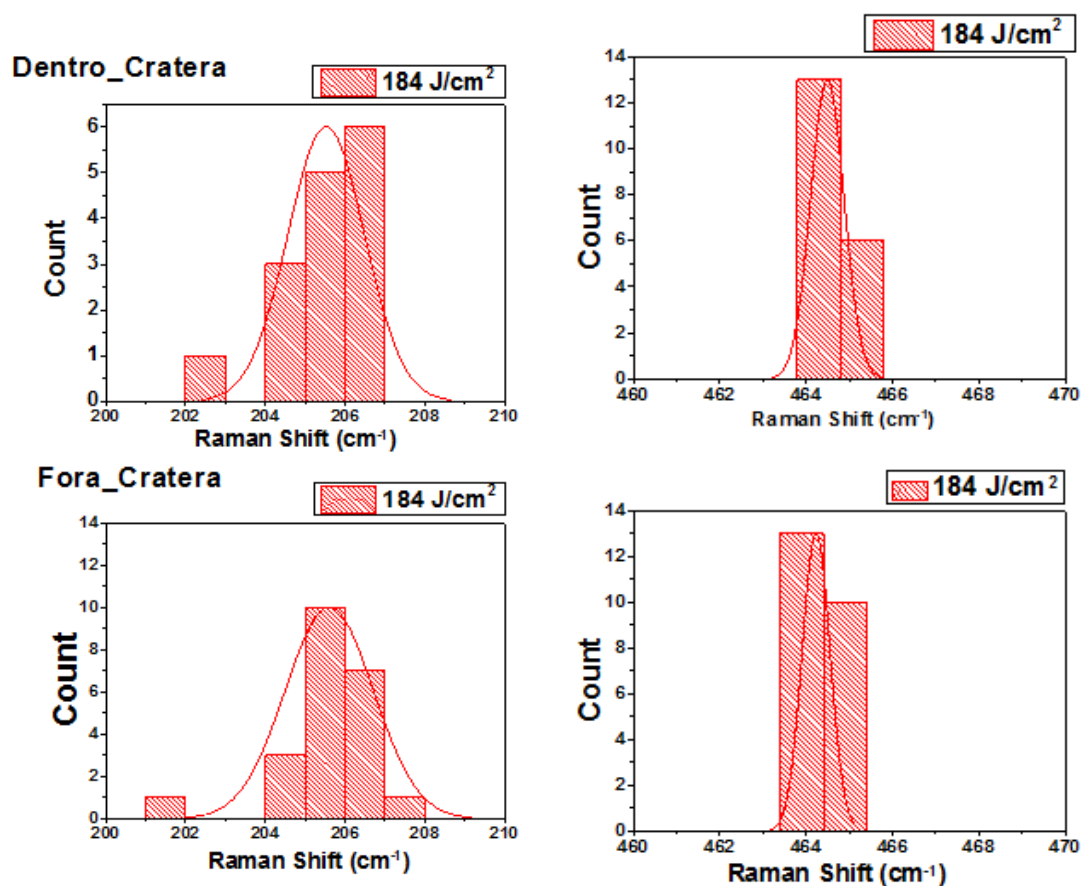 Dentro_Cratera
184 J/cm²
6
5
4
3
2
1
0
Count
200 202 204 206 208 210
Raman Shift (cm⁻¹)
184 J/cm²
14
12
10
8
6
4
2
0
Count
460 462 464 466 468 470
Raman Shift (cm⁻¹)
Fora_Cratera
184 J/cm²
14
12
10
8
6
4
2
0
Count
200 202 204 206 208 210
Raman Shift (cm⁻¹)
184 J/cm²
14
12
10
8
6
4
2
0
Count
460 462 464 466 468 470
Raman Shift (cm⁻¹)